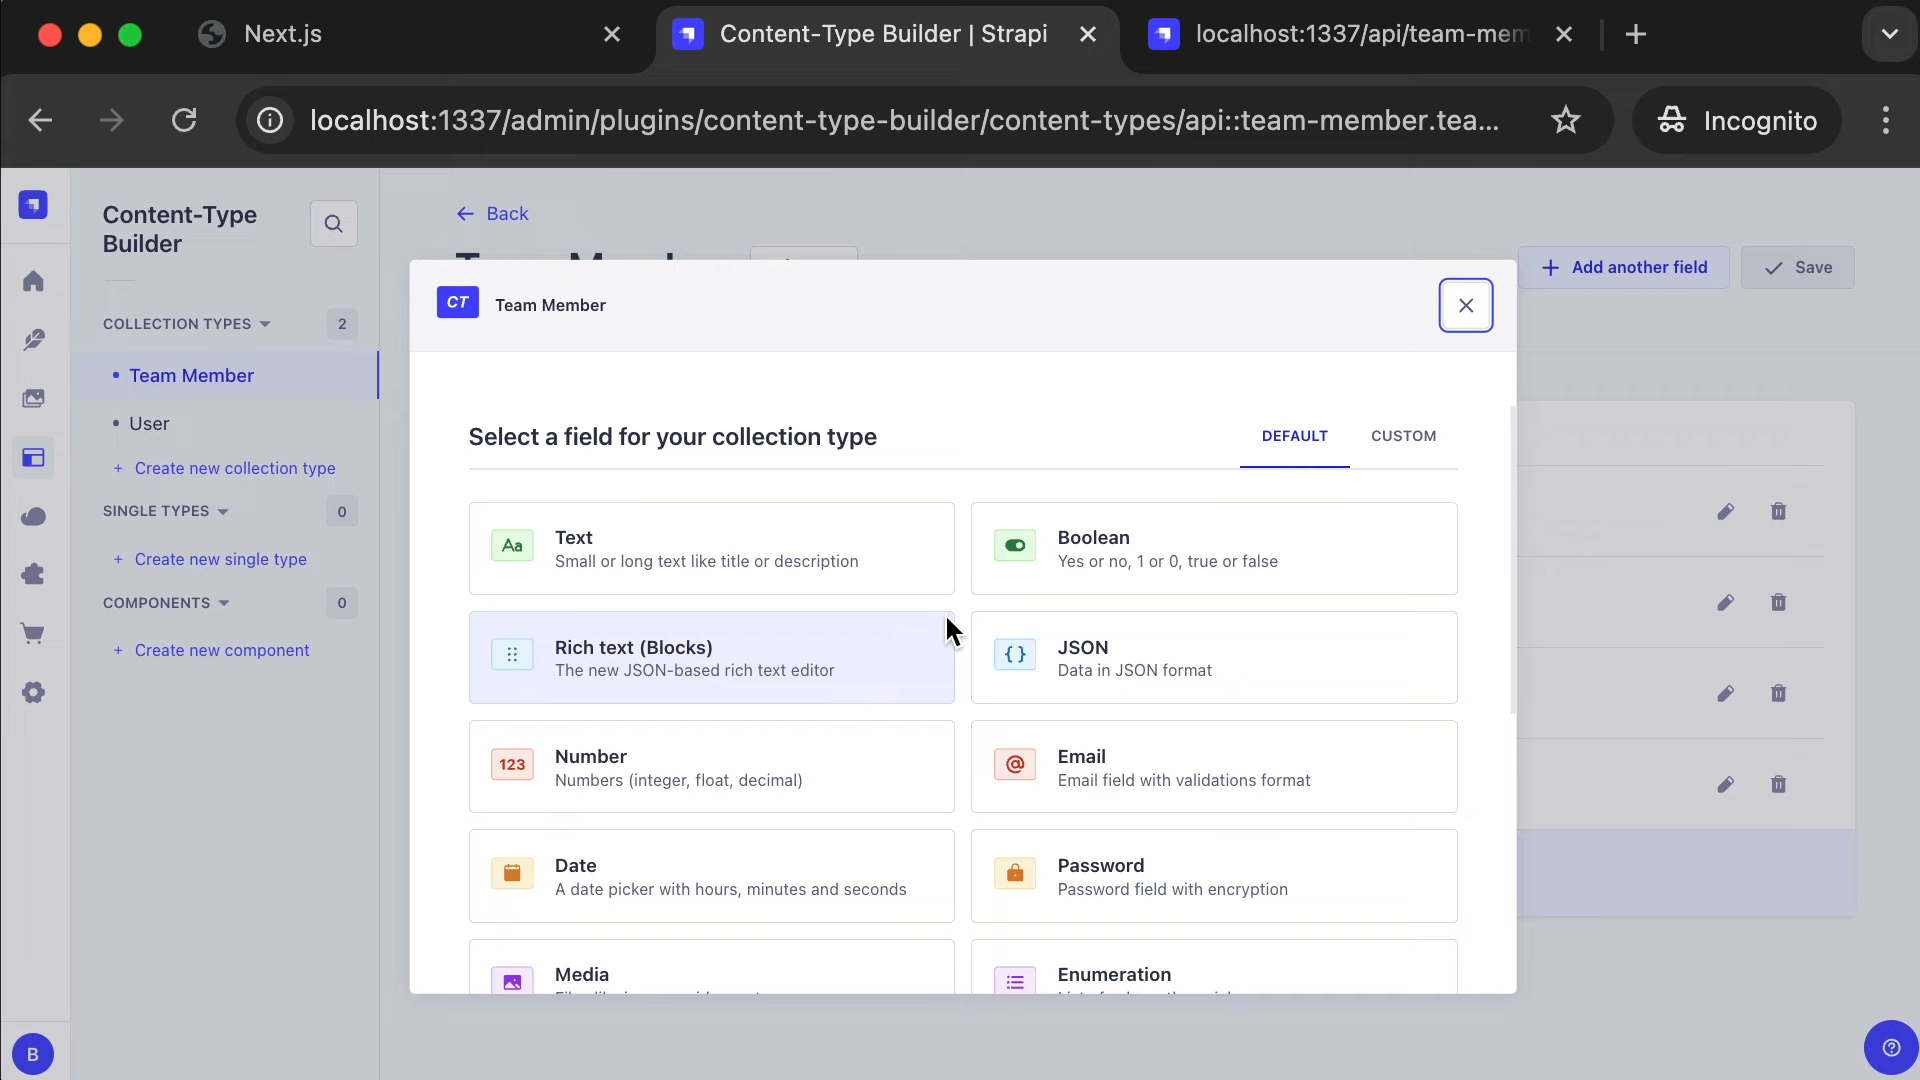 Next.js
Content-Type Builder | Strapi
localhost:1337/api/team-mem
localhost:1337/admin/plugins/content-type-builder/content-types/api::team-member.tea...
Incognito
Content-Type
Builder
COLLECTION TYPES
2
Team Member
User
+ Create new collection type
SINGLE TYPES
0
+ Create new single type
COMPONENTS
0
+ Create new component
B
Back
Add another field
Save
CT
Team Member
Select a field for your collection type
DEFAULT
CUSTOM
Aa
Text
Small or long text like title or description
Boolean
Yes or no, 1 or 0, true or false
Rich text (Blocks)
The new JSON-based rich text editor
{}
JSON
Data in JSON format
123
Number
Numbers (integer, float, decimal)
@
Email
Email field with validations format
Date
A date picker with hours, minutes and seconds
Password
Password field with encryption
Media
Enumeration